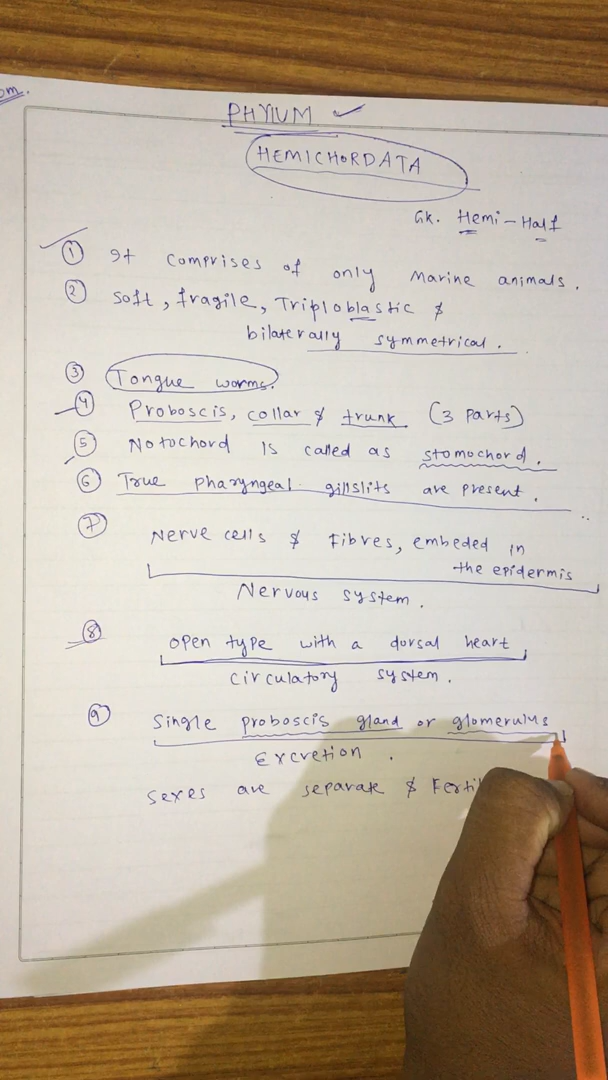 om.
PHYlUM
HEMICHORDATA
Gk. Hemi - Half
① It comprises of only Marine animals.
② Soft, fragile, Triploblastic &
bilaterally symmetrical.
③ Tongue worms.
④ Proboscis, collar & trunk (3 parts)
⑤ Notochord is called as stomochord.
⑥ True pharyngeal gillslits are present.
⑦ Nerve cells & Fibres, embeded in
the epidermis
Nervous system.
⑧ open type with a dorsal heart
circulatory system.
⑨ Single proboscis gland or glomerulus
Excretion.
Sexes are separate &